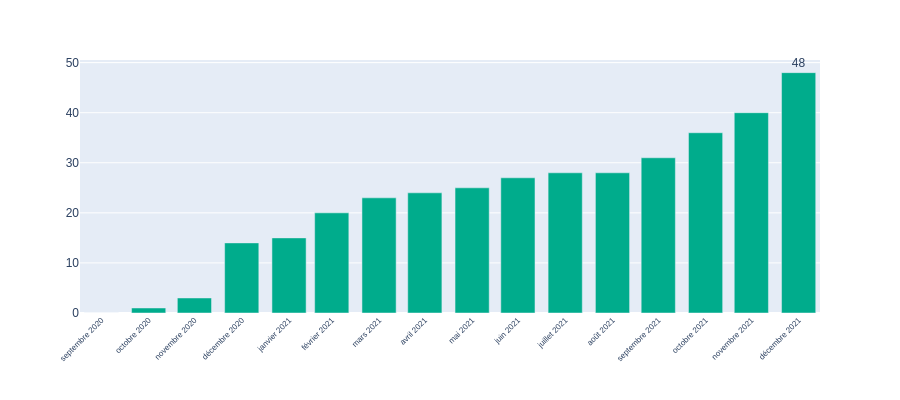 50
48
40
30
20
10
0
septembre 2020
octobre 2020
novembre 2020
décembre 2020
janvier 2021
février 2021
mars 2021
avril 2021
mai 2021
juin 2021
juillet 2021
août 2021
septembre 2021
octobre 2021
novembre 2021
décembre 2021